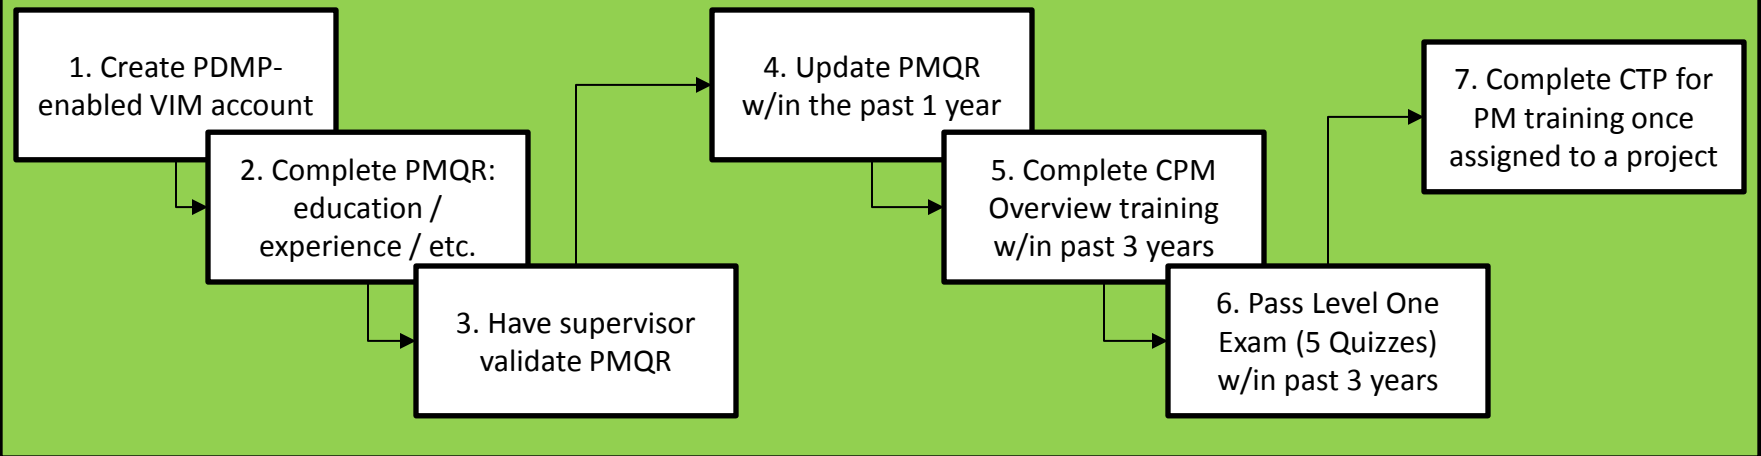 1. Create PDMP-
enabled VIM account
2. Complete PMQR:
education /
experience / etc.
3. Have supervisor
validate PMQR
4. Update PMQR
w/in the past 1 year
5. Complete CPM
Overview training
w/in past 3 years
6. Pass Level One
Exam (5 Quizzes)
w/in past 3 years
7. Complete CTP for
PM training once
assigned to a project